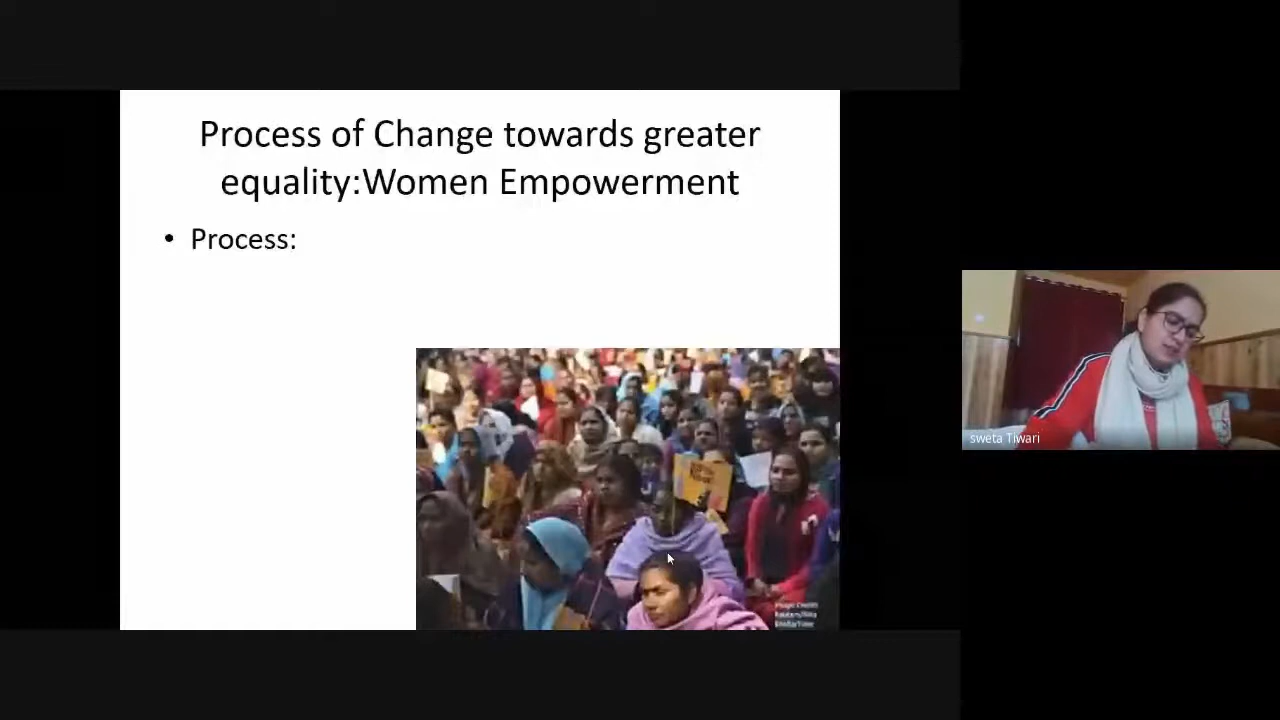 Process of Change towards greater
equality:Women Empowerment
• Process:
sweta Tiwari